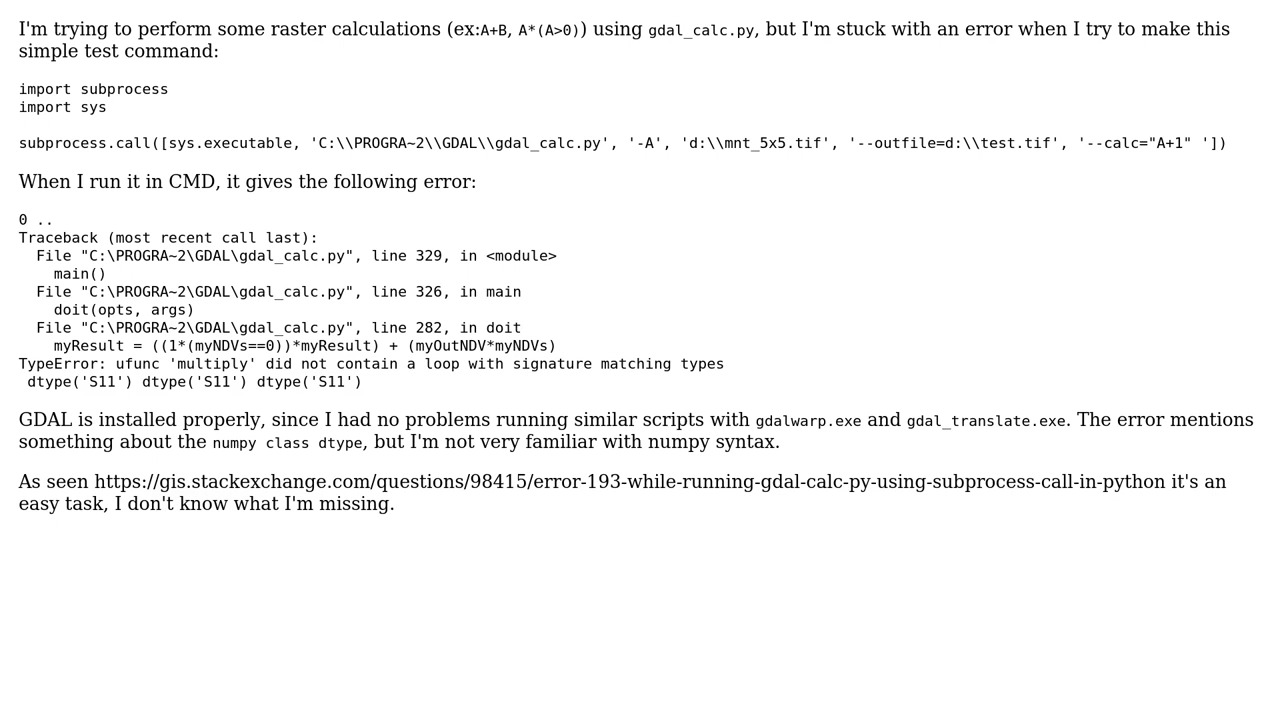 I'm trying to perform some raster calculations (ex:A+B, A*(A>0)) using gdal_calc.py, but I'm stuck with an error when I try to make this
simple test command:
import subprocess
import sys
subprocess.call([sys.executable, 'C:\\PROGRA~2\\GDAL\\gdal_calc.py', '-A', 'd:\\mnt_5x5.tif', '--outfile=d:\\test.tif', '--calc="A+1" '])
When I run it in CMD, it gives the following error:
0 ..
Traceback (most recent call last):
  File "C:\PROGRA~2\GDAL\gdal_calc.py", line 329, in <module>
    main()
  File "C:\PROGRA~2\GDAL\gdal_calc.py", line 326, in main
    doit(opts, args)
  File "C:\PROGRA~2\GDAL\gdal_calc.py", line 282, in doit
    myResult = ((1*(myNDVs==0))*myResult) + (myOutNDV*myNDVs)
TypeError: ufunc 'multiply' did not contain a loop with signature matching types
 dtype('S11') dtype('S11') dtype('S11')
GDAL is installed properly, since I had no problems running similar scripts with gdalwarp.exe and gdal_translate.exe. The error mentions
something about the numpy class dtype, but I'm not very familiar with numpy syntax.
As seen https://gis.stackexchange.com/questions/98415/error-193-while-running-gdal-calc-py-using-subprocess-call-in-python it's an
easy task, I don't know what I'm missing.